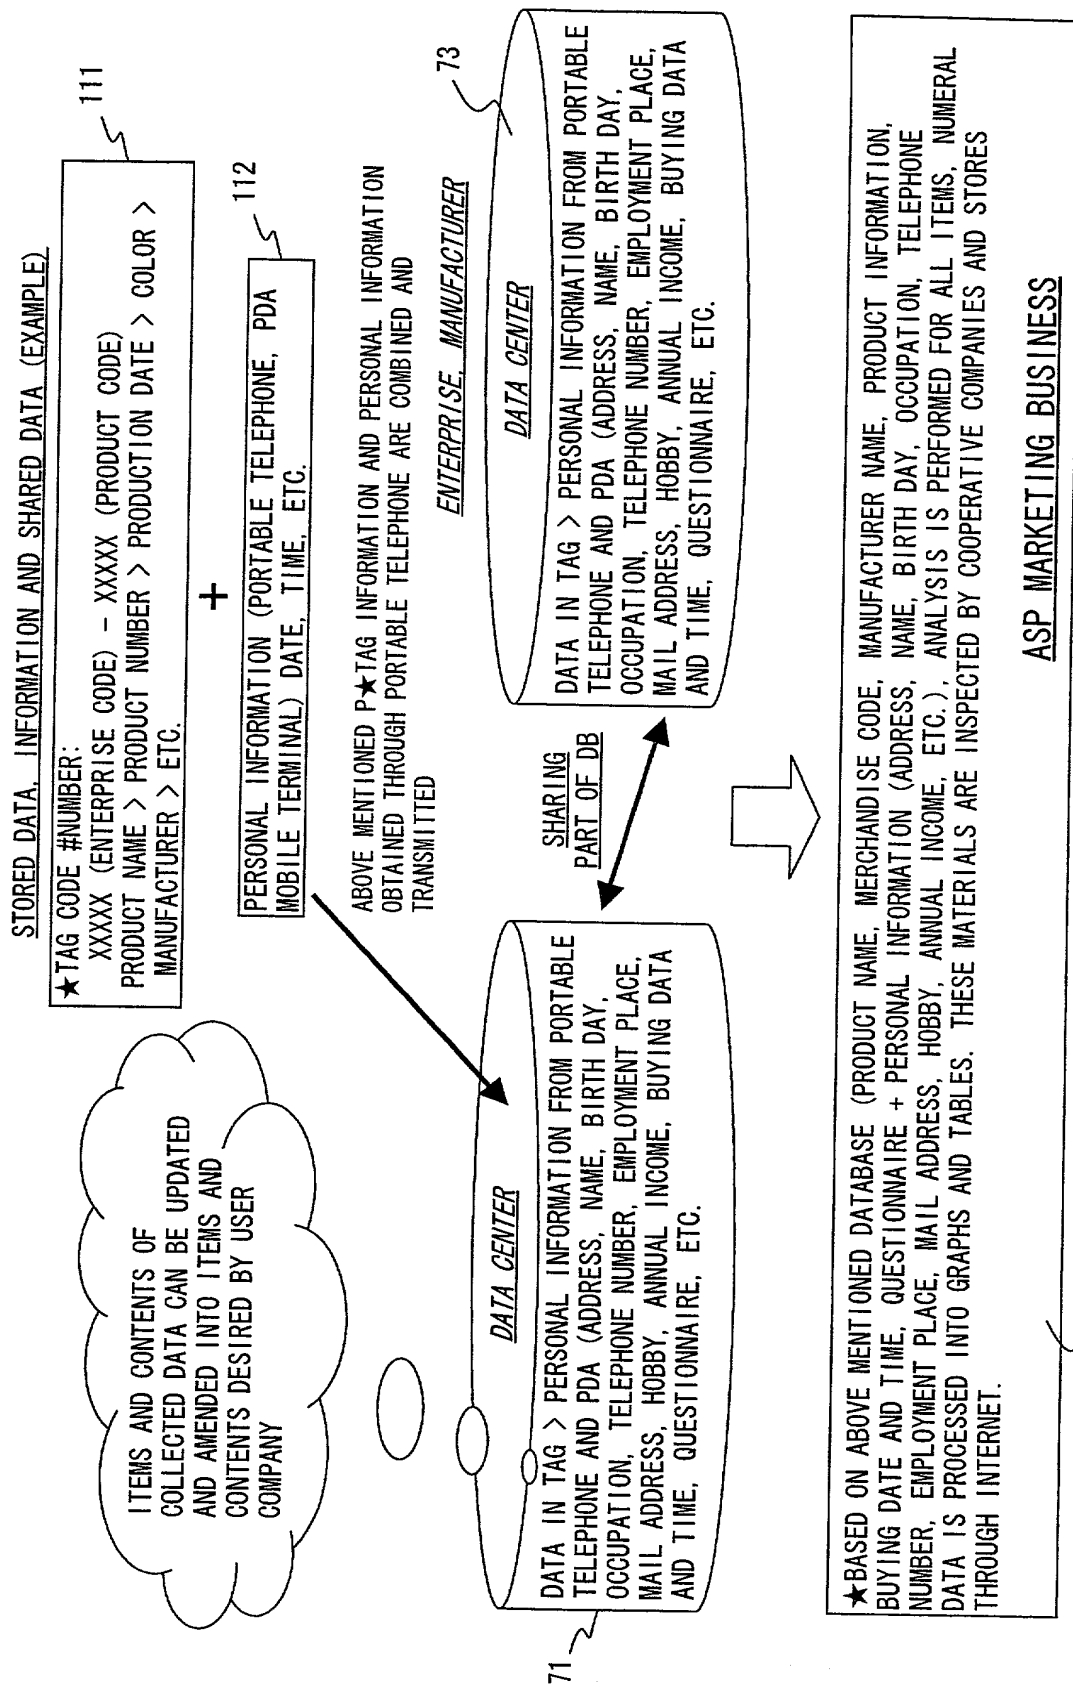 STORED DATA, INFORMATION AND SHARED DATA (EXAMPLE)
111
★TAG CODE #NUMBER:
XXXXX (ENTERPRISE CODE) - XXXXX (PRODUCT CODE)
PRODUCT NAME > PRODUCT NUMBER > PRODUCTION DATE > COLOR >
MANUFACTURER > ETC.
+
112
PERSONAL INFORMATION (PORTABLE TELEPHONE, PDA
MOBILE TERMINAL) DATE, TIME, ETC.
ABOVE MENTIONED P★TAG INFORMATION AND PERSONAL INFORMATION
OBTAINED THROUGH PORTABLE TELEPHONE ARE COMBINED AND
TRANSMITTED
ITEMS AND CONTENTS OF
COLLECTED DATA CAN BE UPDATED
AND AMENDED INTO ITEMS AND
CONTENTS DESIRED BY USER
COMPANY
71
DATA CENTER
DATA IN TAG > PERSONAL INFORMATION FROM PORTABLE
TELEPHONE AND PDA (ADDRESS, NAME, BIRTH DAY,
OCCUPATION, TELEPHONE NUMBER, EMPLOYMENT PLACE,
MAIL ADDRESS, HOBBY, ANNUAL INCOME, BUYING DATA
AND TIME, QUESTIONNAIRE, ETC.
SHARING
PART OF DB
ENTERPRISE, MANUFACTURER
73
DATA CENTER
DATA IN TAG > PERSONAL INFORMATION FROM PORTABLE
TELEPHONE AND PDA (ADDRESS, NAME, BIRTH DAY,
OCCUPATION, TELEPHONE NUMBER, EMPLOYMENT PLACE,
MAIL ADDRESS, HOBBY, ANNUAL INCOME, BUYING DATA
AND TIME, QUESTIONNAIRE, ETC.
★BASED ON ABOVE MENTIONED DATABASE (PRODUCT NAME, MERCHANDISE CODE, MANUFACTURER NAME, PRODUCT INFORMATION,
BUYING DATE AND TIME, QUESTIONNAIRE + PERSONAL INFORMATION (ADDRESS, NAME, BIRTH DAY, OCCUPATION, TELEPHONE
NUMBER, EMPLOYMENT PLACE, MAIL ADDRESS, HOBBY, ANNUAL INCOME, ETC.), ANALYSIS IS PERFORMED FOR ALL ITEMS, NUMERAL
DATA IS PROCESSED INTO GRAPHS AND TABLES. THESE MATERIALS ARE INSPECTED BY COOPERATIVE COMPANIES AND STORES
THROUGH INTERNET.
ASP MARKETING BUSINESS